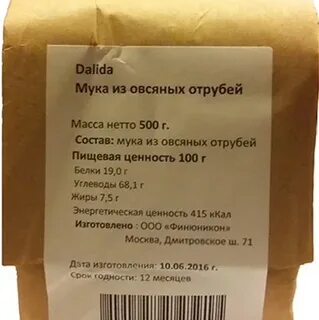 Dalida
Мука из овсяных отрубей
Масса нетто 500 г.
Состав: мука из овсяных отрубей
Пищевая ценность 100 г
Белки 19,0 г
Углеводы 68,1 г
Жиры 7,5 г
Энергетическая ценность 415 кКал
Изготовлено : ООО «Финюникон»
Москва, Дмитровское ш. 71
Дата изготовления: 10.06.2016 г.
Срок годности: 12 месяцев